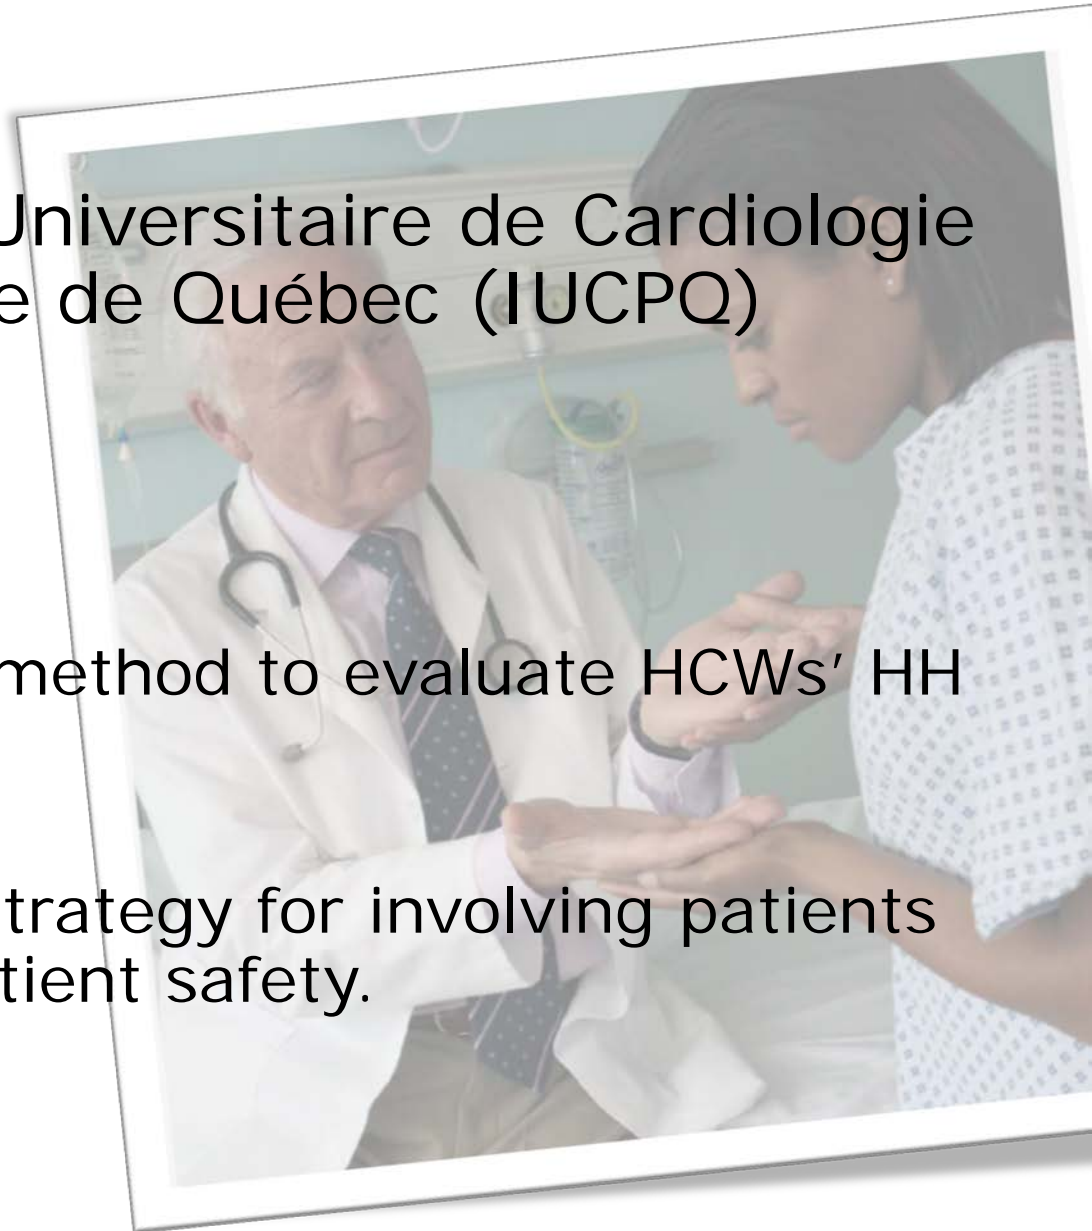 Universitaire de Cardiologie
e de Québec (IUCPQ)
method to evaluate HCWs’ HH
trategy for involving patients
tient safety.